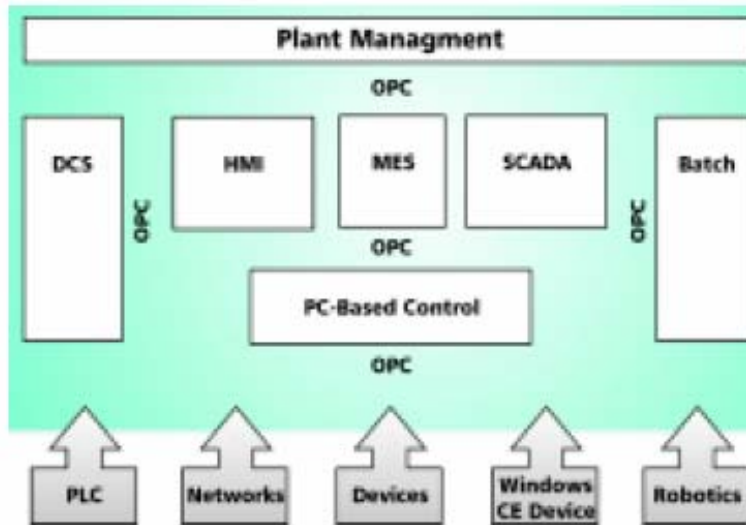 Plant Managment
OPC
DCS
HMI
MES
SCADA
Batch
OPC
OPC
OPC
PC-Based Control
OPC
PLC
Networks
Devices
Windows
CE Device
Robotics